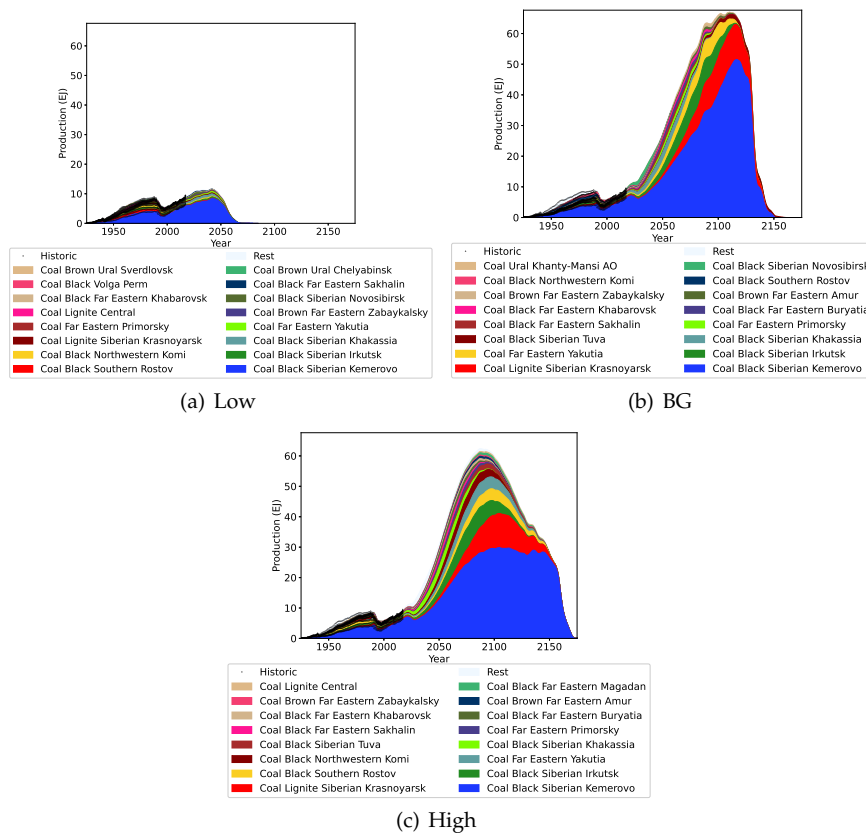 60
50
40
30
20
10
0
Production (EJ)
1950 2000 2050 2100 2150
Year
Historic Rest
Coal Brown Ural Sverdlovsk Coal Brown Ural Chelyabinsk
Coal Black Volga Perm Coal Black Far Eastern Sakhalin
Coal Black Far Eastern Khabarovsk Coal Black Siberian Novosibirsk
Coal Lignite Central Coal Brown Far Eastern Zabaykalsky
Coal Far Eastern Primorsky Coal Far Eastern Yakutia
Coal Lignite Siberian Krasnoyarsk Coal Black Siberian Khakassia
Coal Black Northwestern Komi Coal Black Siberian Irkutsk
Coal Black Southern Rostov Coal Black Siberian Kemerovo
(a) Low
60
50
40
30
20
10
0
Production (EJ)
1950 2000 2050 2100 2150
Year
Historic Rest
Coal Ural Khanty-Mansi AO Coal Black Siberian Novosibirsk
Coal Black Northwestern Komi Coal Black Southern Rostov
Coal Brown Far Eastern Zabaykalsky Coal Brown Far Eastern Amur
Coal Black Far Eastern Khabarovsk Coal Black Far Eastern Buryatia
Coal Black Far Eastern Sakhalin Coal Far Eastern Primorsky
Coal Black Siberian Tuva Coal Black Siberian Khakassia
Coal Far Eastern Yakutia Coal Black Siberian Irkutsk
Coal Lignite Siberian Krasnoyarsk Coal Black Siberian Kemerovo
(b) BG
60
50
40
30
20
10
0
Production (EJ)
1950 2000 2050 2100 2150
Year
Historic Rest
Coal Lignite Central Coal Black Far Eastern Magadan
Coal Brown Far Eastern Zabaykalsky Coal Brown Far Eastern Amur
Coal Black Far Eastern Khabarovsk Coal Black Far Eastern Buryatia
Coal Black Far Eastern Sakhalin Coal Far Eastern Primorsky
Coal Black Siberian Tuva Coal Black Siberian Khakassia
Coal Black Northwestern Komi Coal Far Eastern Yakutia
Coal Black Southern Rostov Coal Black Siberian Irkutsk
Coal Lignite Siberian Krasnoyarsk Coal Black Siberian Kemerovo
(c) High